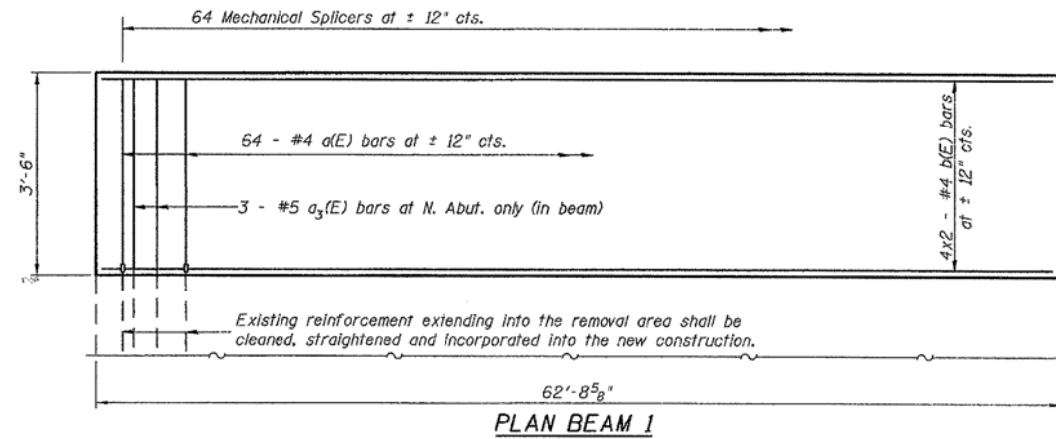 64 Mechanical Splicers at ± 12" cts.
3'-6"
64 - #4 a(E) bars at ± 12" cts.
3 - #5 a₃(E) bars at N. Abut. only (in beam)
4x2 - #4 b(E) bars
at ± 12" cts.
Existing reinforcement extending into the removal area shall be
cleaned, straightened and incorporated into the new construction.
62'-8⅝"
PLAN BEAM 1